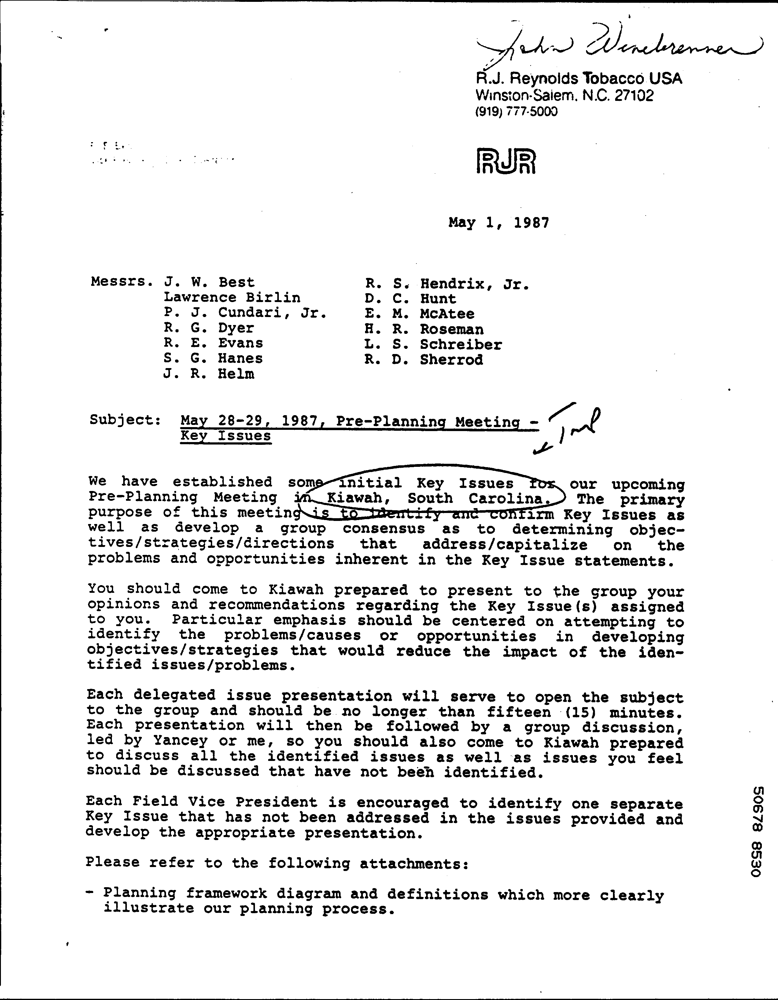 John Winebrenner
R.J. Reynolds Tobacco USA
Winston-Salem, N.C. 27102
(919) 777-5000
RJR
May 1, 1987
Messrs. J. W. Best R. S. Hendrix, Jr.
Lawrence Birlin D. C. Hunt
P. J. Cundari, Jr. E. M. McAtee
R. G. Dyer H. R. Roseman
R. E. Evans L. S. Schreiber
S. G. Hanes R. D. Sherrod
J. R. Helm
Subject: May 28-29, 1987, Pre-Planning Meeting -
Key Issues
We have established some initial Key Issues for our upcoming
Pre-Planning Meeting in Kiawah, South Carolina. The primary
purpose of this meeting is to identify and confirm Key Issues as
well as develop a group consensus as to determining objec-
tives/strategies/directions that address/capitalize on the
problems and opportunities inherent in the Key Issue statements.
You should come to Kiawah prepared to present to the group your
opinions and recommendations regarding the Key Issue(s) assigned
to you. Particular emphasis should be centered on attempting to
identify the problems/causes or opportunities in developing
objectives/strategies that would reduce the impact of the iden-
tified issues/problems.
Each delegated issue presentation will serve to open the subject
to the group and should be no longer than fifteen (15) minutes.
Each presentation will then be followed by a group discussion,
led by Yancey or me, so you should also come to Kiawah prepared
to discuss all the identified issues as well as issues you feel
should be discussed that have not been identified.
Each Field Vice President is encouraged to identify one separate
Key Issue that has not been addressed in the issues provided and
develop the appropriate presentation.
Please refer to the following attachments:
- Planning framework diagram and definitions which more clearly
illustrate our planning process.
50678 8530